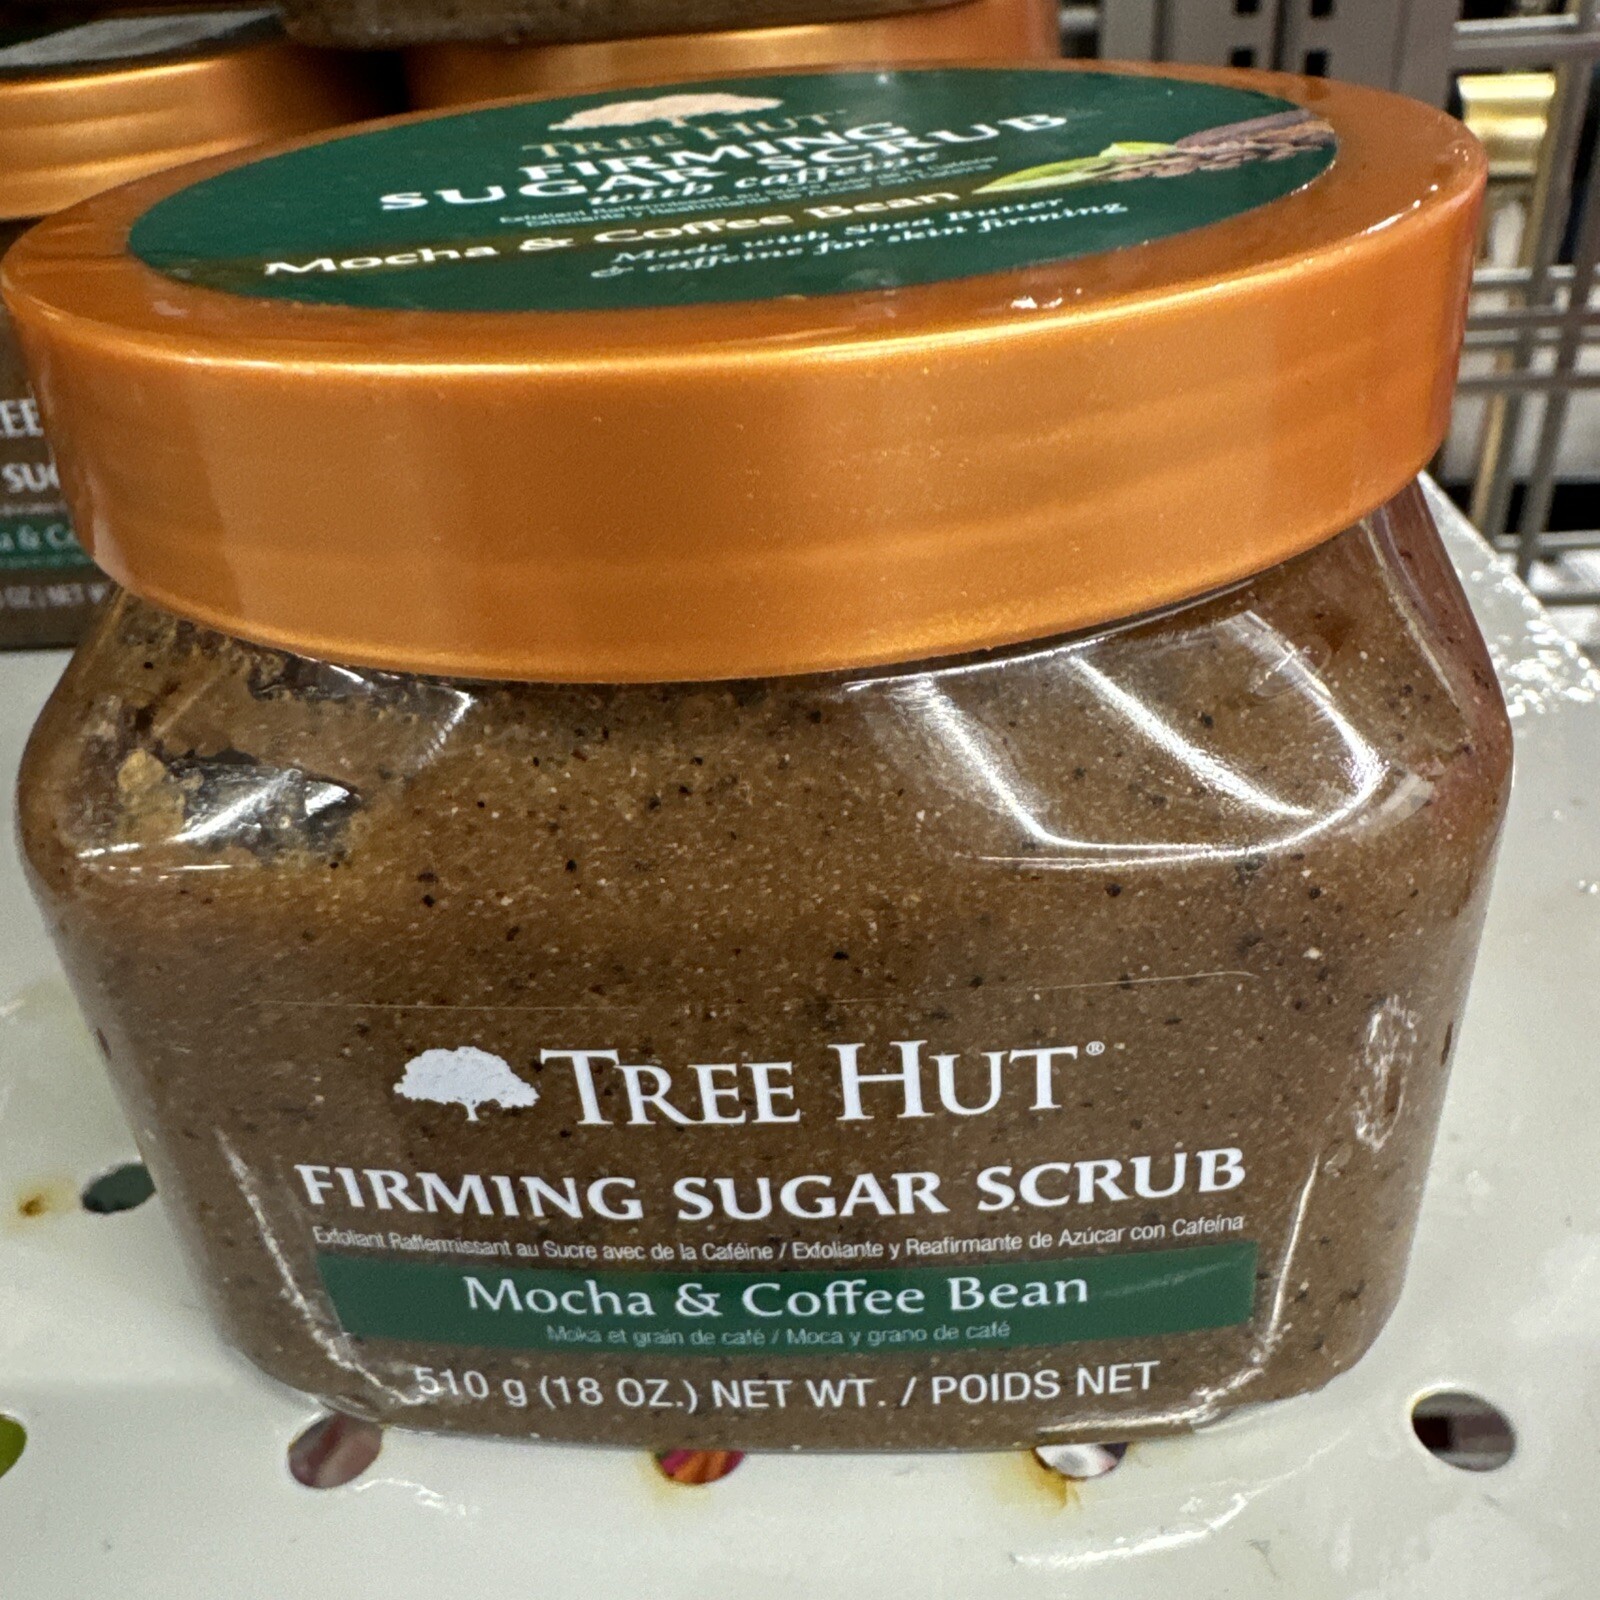 TREE HUT
FIRMING
SUGAR SCRUB
with caffeine
Mocha & Coffee Bean
Made with Shea Butter
& caffeine for skin firming
SUG
TREE HUT®
FIRMING SUGAR SCRUB
Exfoliant Raffermissant au Sucre avec de la Caféine / Exfoliante y Reafirmante de Azúcar con Cafeína
Mocha & Coffee Bean
Moka et grain de café / Moca y grano de café
510 g (18 OZ.) NET WT. / POIDS NET